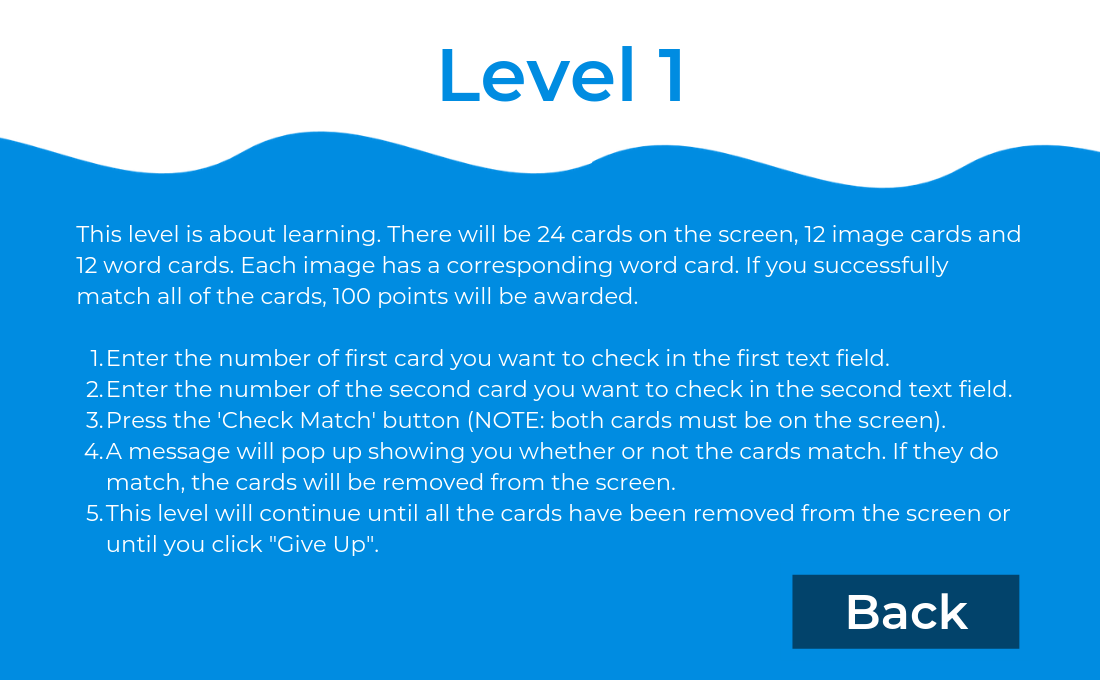 Level 1
This level is about learning. There will be 24 cards on the screen, 12 image cards and
12 word cards. Each image has a corresponding word card. If you successfully
match all of the cards, 100 points will be awarded.
1. Enter the number of first card you want to check in the first text field.
2. Enter the number of the second card you want to check in the second text field.
3. Press the 'Check Match' button (NOTE: both cards must be on the screen).
4. A message will pop up showing you whether or not the cards match. If they do
match, the cards will be removed from the screen.
5. This level will continue until all the cards have been removed from the screen or
until you click "Give Up".
Back